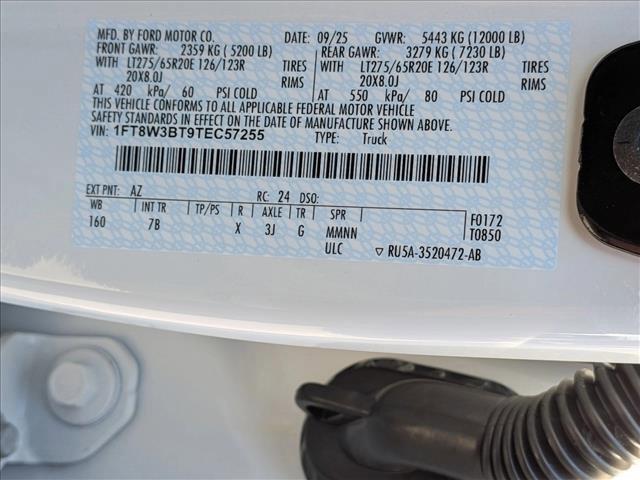 MFD. BY FORD MOTOR CO. DATE: 09/25 GVWR: 5443 KG (12000 LB)
FRONT GAWR: 2359 KG (5200 LB) REAR GAWR: 3279 KG (7230 LB)
WITH LT275/65R20E 126/123R TIRES WITH LT275/65R20E 126/123R TIRES
20X8.0J RIMS 20X8.0J RIMS
AT 420 kPa/ 60 PSI COLD AT 550 kPa/ 80 PSI COLD
THIS VEHICLE CONFORMS TO ALL APPLICABLE FEDERAL MOTOR VEHICLE
SAFETY STANDARDS IN EFFECT ON THE DATE OF MANUFACTURE SHOWN ABOVE.
VIN: 1FT8W3BT9TEC57255 TYPE: Truck
EXT PNT: AZ RC: 24 DSO:
WB INT TR TP/PS R AXLE TR SPR F0172
160 7B X 3J G MMNN T0850
ULC ▽ RU5A-3520472-AB